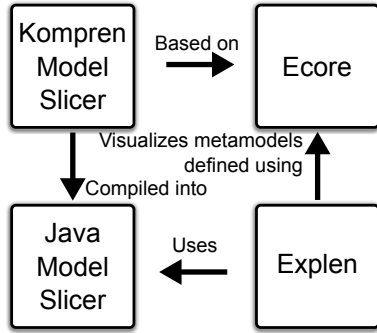 Kompren
Model
Slicer
Based on
Ecore
Visualizes metamodels
defined using
Compiled into
Java
Model
Slicer
Uses
Explen